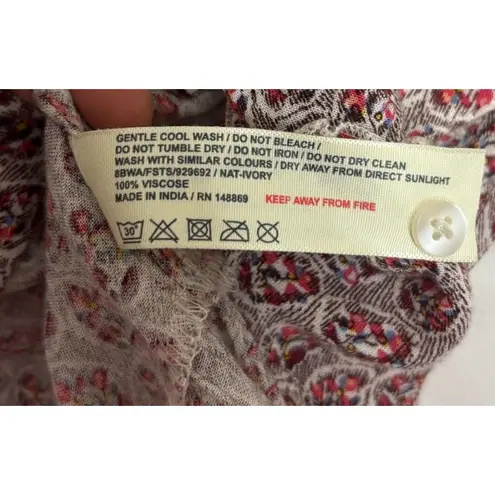 GENTLE COOL WASH / DO NOT BLEACH /
DO NOT TUMBLE DRY / DO NOT IRON / DO NOT DRY CLEAN
WASH WITH SIMILAR COLOURS / DRY AWAY FROM DIRECT SUNLIGHT
8BWA/FSTS/929692 / NAT-IVORY
100% VISCOSE
MADE IN INDIA / RN 148869 KEEP AWAY FROM FIRE
30°